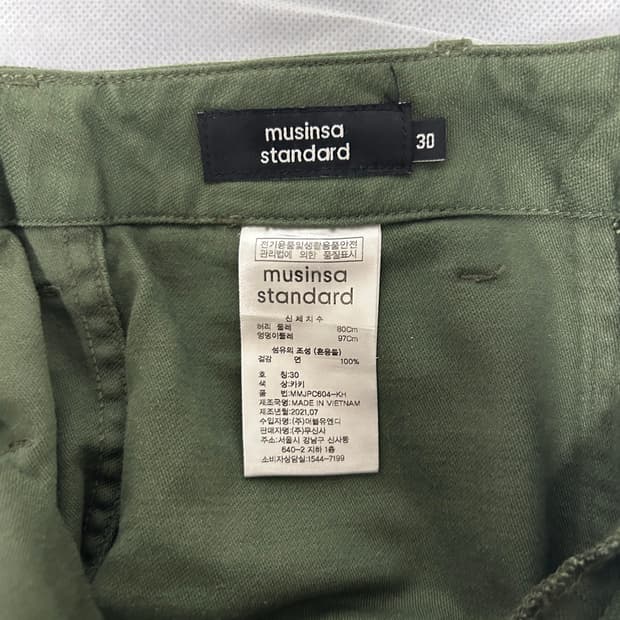 musinsa
standard
30
전기용품및생활용품안전
관리법에 의한 품질표시
musinsa
standard
신체치수
허리 둘레 80Cm
엉덩이둘레 97Cm
섬유의 조성 (혼용율)
겉감 면 100%
호 칭:30
색 상:카키
품 번:MMJPC604-KH
제조국명:MADE IN VIETNAM
제조년월:2021.07
수입자명:(주)더블유엔디
판매자명:(주)무신사
주소:서울시 강남구 신사동
640-2 지하 1층
소비자상담실:1544-7199